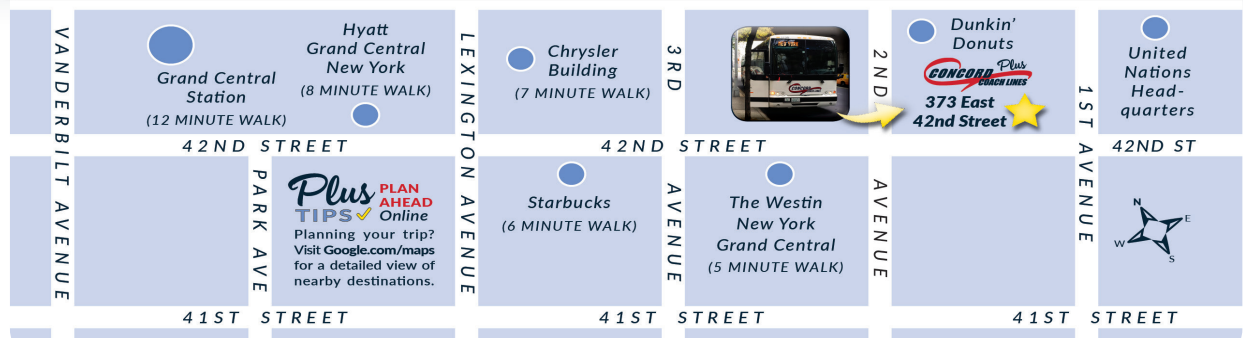 VANDERBILT AVENUE
Grand Central
Station
(12 MINUTE WALK)
Hyatt
Grand Central
New York
(8 MINUTE WALK)
LEXINGTON AVENUE
Chrysler
Building
(7 MINUTE WALK)
3RD
2ND
Dunkin'
Donuts
CONCORD Plus
COACH LINES
373 East
42nd Street
1ST AVENUE
United
Nations
Head-
quarters
42ND STREET
42ND STREET
42ND ST
PARK AVE
Plus
TIPS
PLAN
AHEAD
Online
Planning your trip?
Visit Google.com/maps
for a detailed view of
nearby destinations.
Starbucks
(6 MINUTE WALK)
AVENUE
The Westin
New York
Grand Central
(5 MINUTE WALK)
AVENUE
N
E
W
S
41ST STREET
41ST STREET
41ST STREET